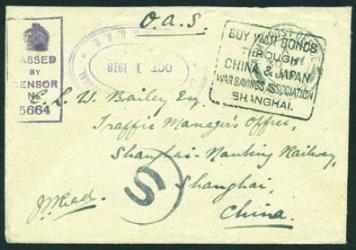 O.A.S.
PASSED
BY
CENSOR
No.
5664
OCT 1918
BUY WAR BONDS
THROUGH
CHINA & JAPAN
WAR SAVINGS ASSOCIATION
SHANGHAI.
C. L. W. Bailey Esq,
Traffic Manager's Office,
Shanghai-Nanking Railway,
Shanghai,
China.
S